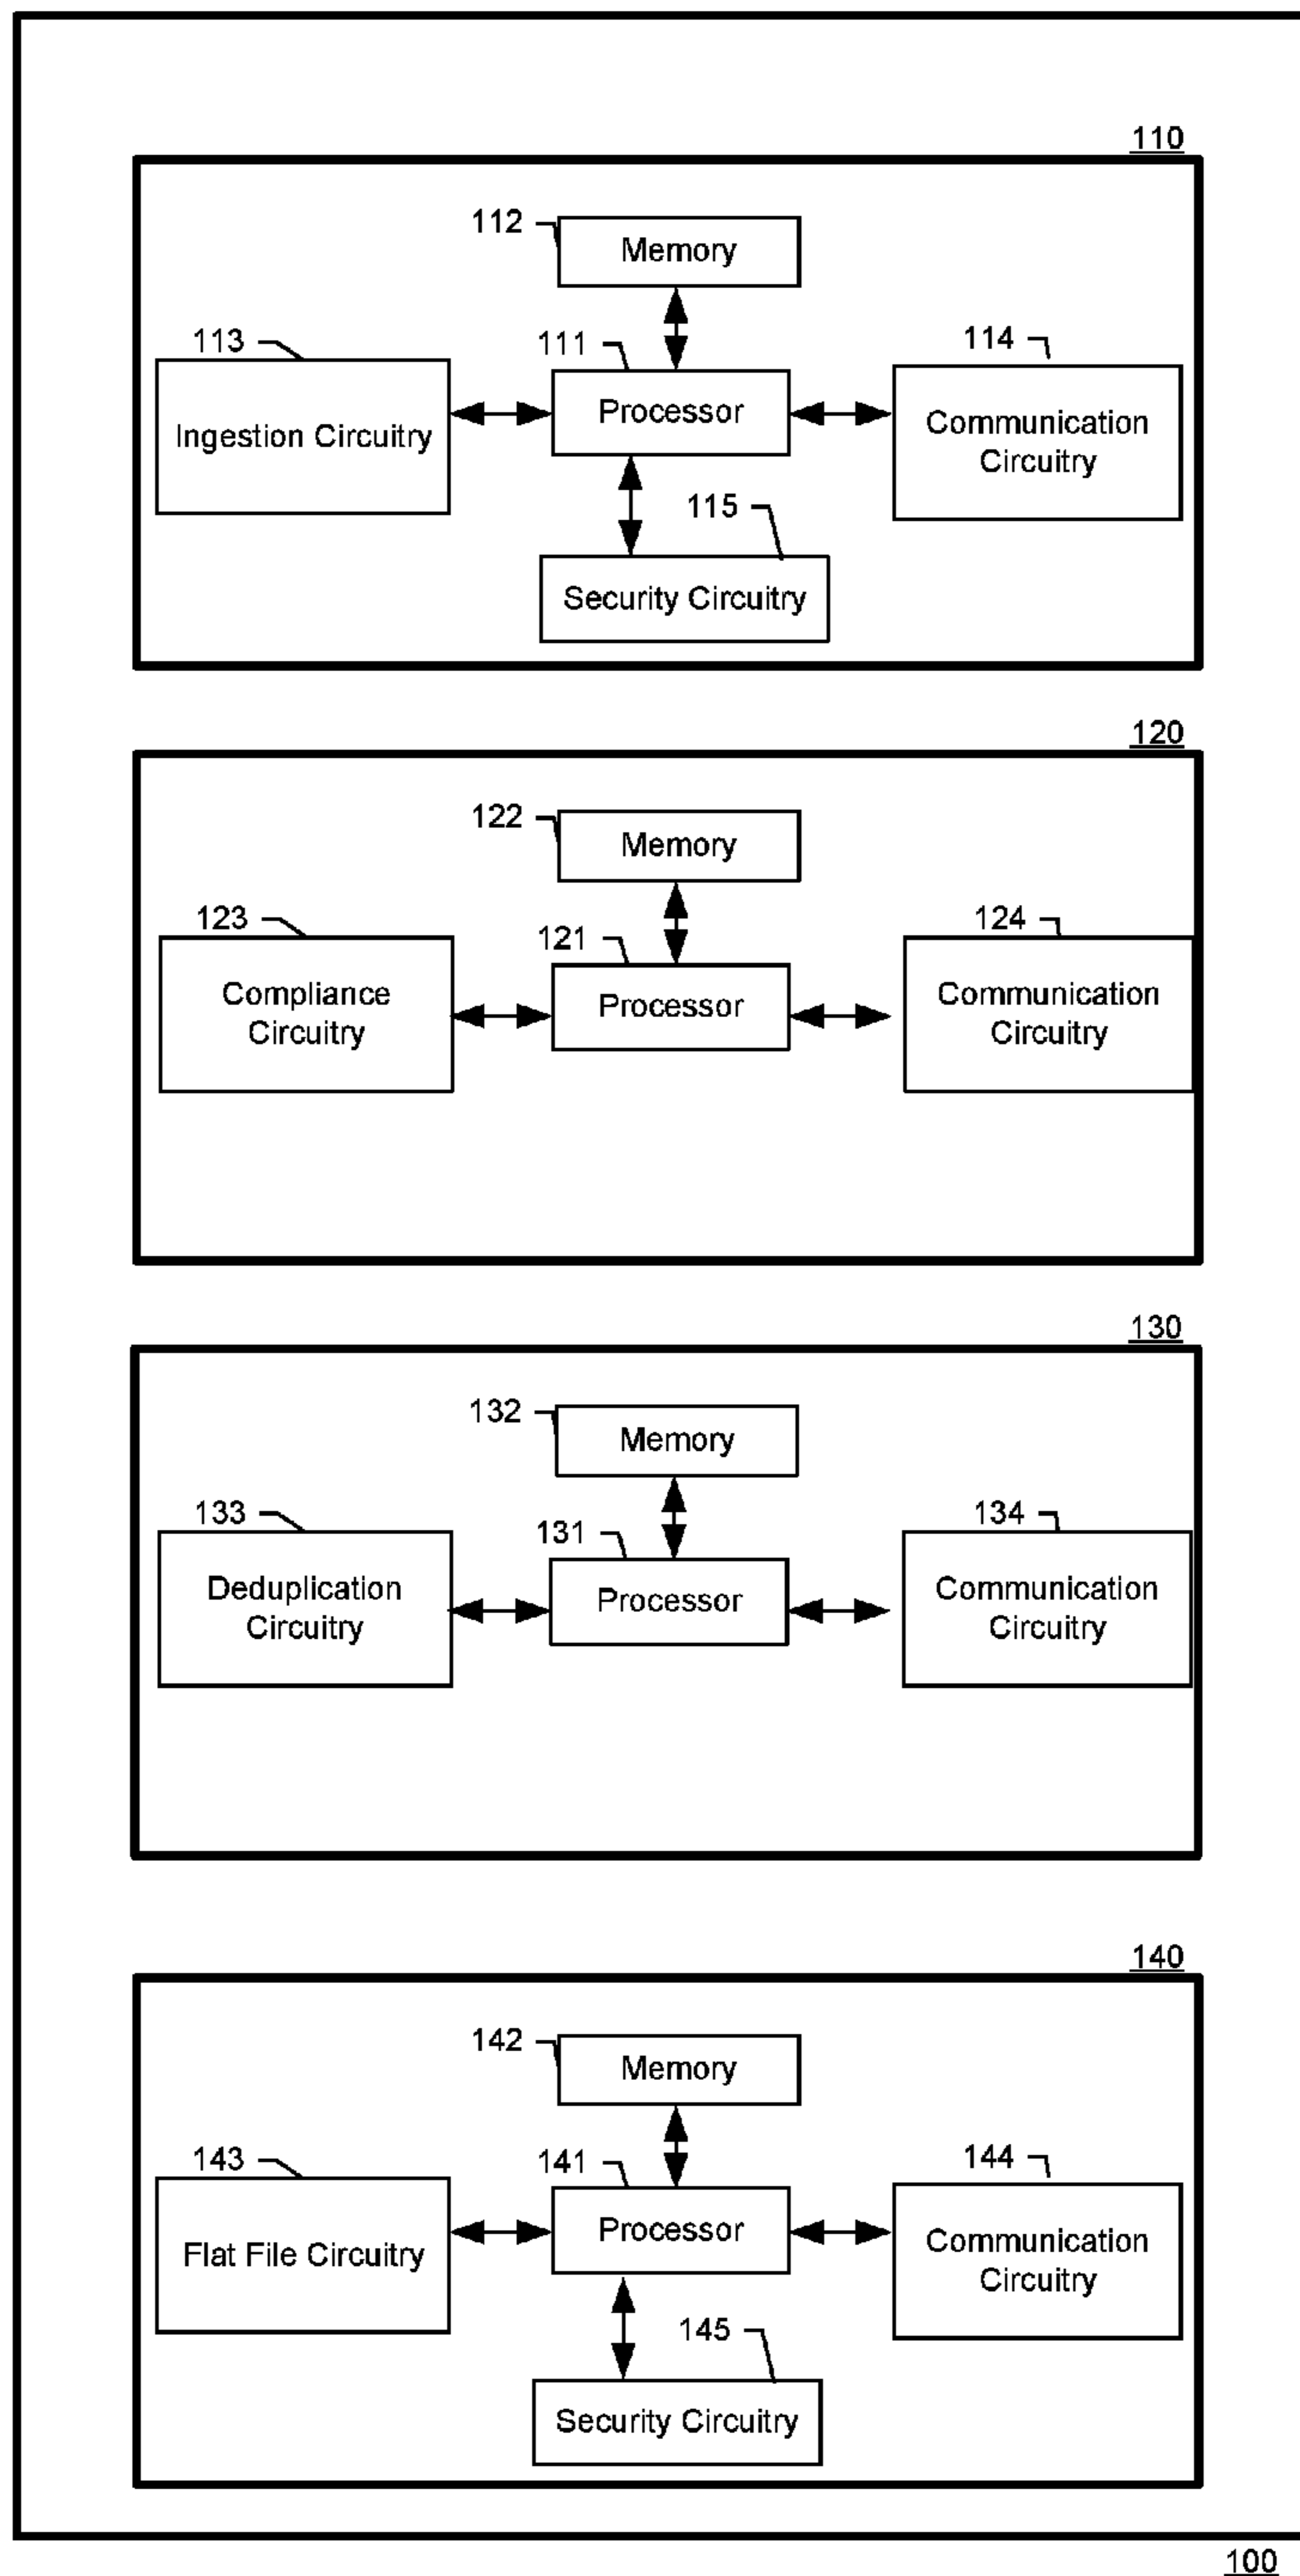 110
112
Memory
113
111
114
Ingestion Circuitry
Processor
Communication
Circuitry
115
Security Circuitry
120
122
Memory
123
121
124
Compliance
Circuitry
Processor
Communication
Circuitry
130
132
Memory
133
131
134
Deduplication
Circuitry
Processor
Communication
Circuitry
140
142
Memory
143
141
144
Flat File Circuitry
Processor
Communication
Circuitry
145
Security Circuitry
100